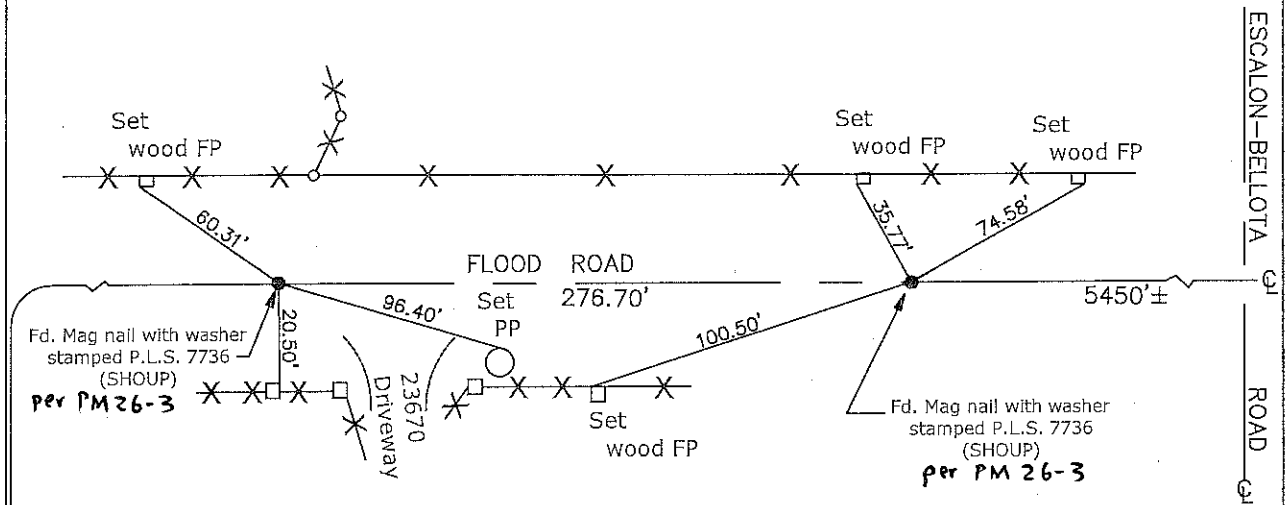 ESCALON-BELLOTA
Set
wood FP
Set
wood FP
Set
wood FP
60.31'
35.77'
74.58'
FLOOD ROAD
276.70'
5450'±
℄
Fd. Mag nail with washer
stamped P.L.S. 7736
(SHOUP)
per PM 26-3
20.50'
96.40'
Set
PP
100.50'
23670
Driveway
Set
wood FP
Fd. Mag nail with washer
stamped P.L.S. 7736
(SHOUP)
per PM 26-3
ROAD
℄